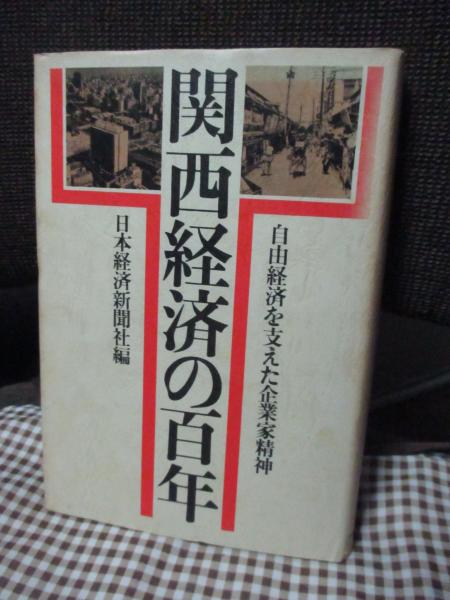 自由経済を支えた企業家精神
関西経済の百年
日本経済新聞社編